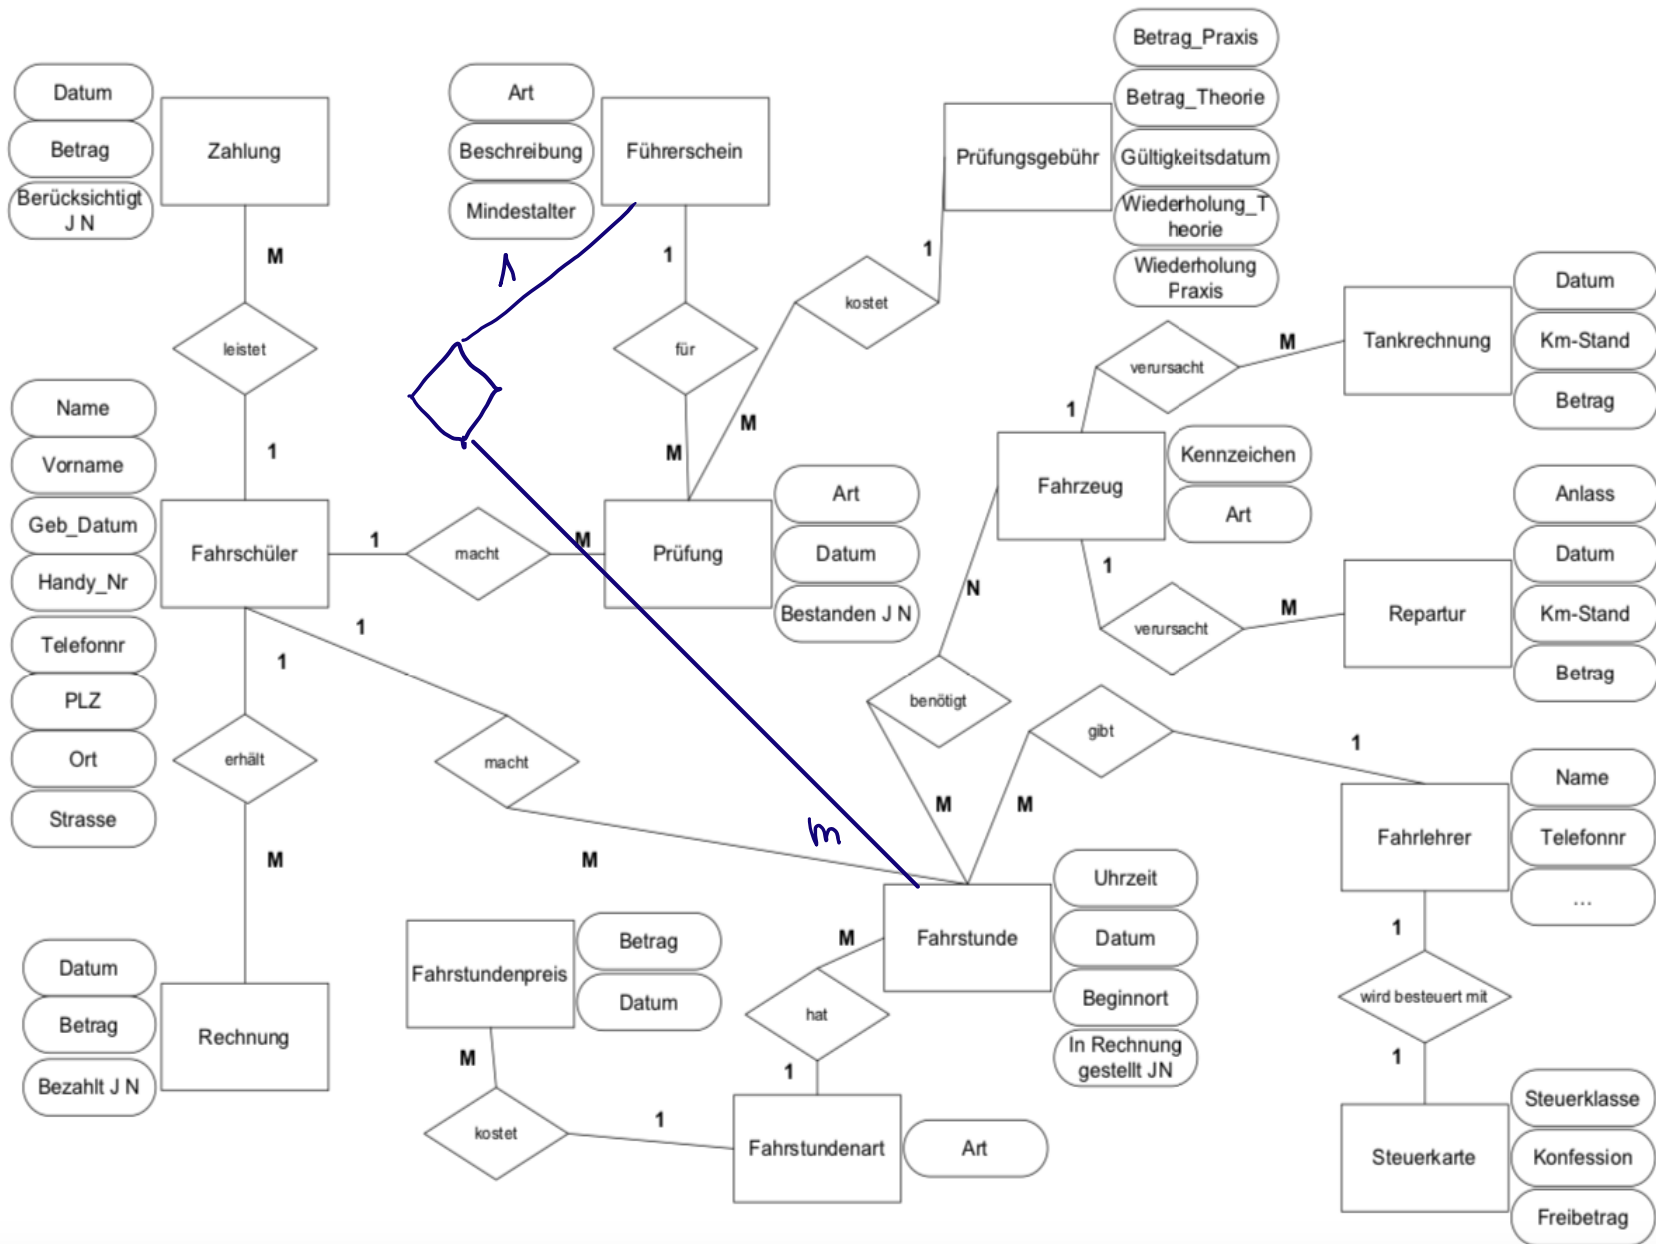 Betrag_Praxis
Betrag_Theorie
Gültigkeitsdatum
Wiederholung_T
heorie
Wiederholung
Praxis
Prüfungsgebühr
Datum
Betrag
Berücksichtigt
J N
Zahlung
Art
Beschreibung
Mindestalter
Führerschein
M
1
1
1
leistet
für
kostet
verursacht
M
Tankrechnung
Datum
Km-Stand
Betrag
1
M
M
1
Name
Vorname
Geb_Datum
Handy_Nr
Telefonnr
PLZ
Ort
Strasse
Fahrschüler
1
macht
M
Prüfung
Art
Datum
Bestanden J N
Fahrzeug
Kennzeichen
Art
1
verursacht
M
Repartur
Anlass
Datum
Km-Stand
Betrag
N
1
1
benötigt
gibt
1
erhält
macht
M
M
m
M
M
Fahrlehrer
Name
Telefonnr
...
Fahrstunde
Uhrzeit
Datum
Beginnort
In Rechnung
gestellt JN
Fahrstundenpreis
Betrag
Datum
M
hat
1
1
wird besteuert mit
1
Datum
Betrag
Bezahlt J N
Rechnung
M
kostet
1
Fahrstundenart
Art
Steuerkarte
Steuerklasse
Konfession
Freibetrag